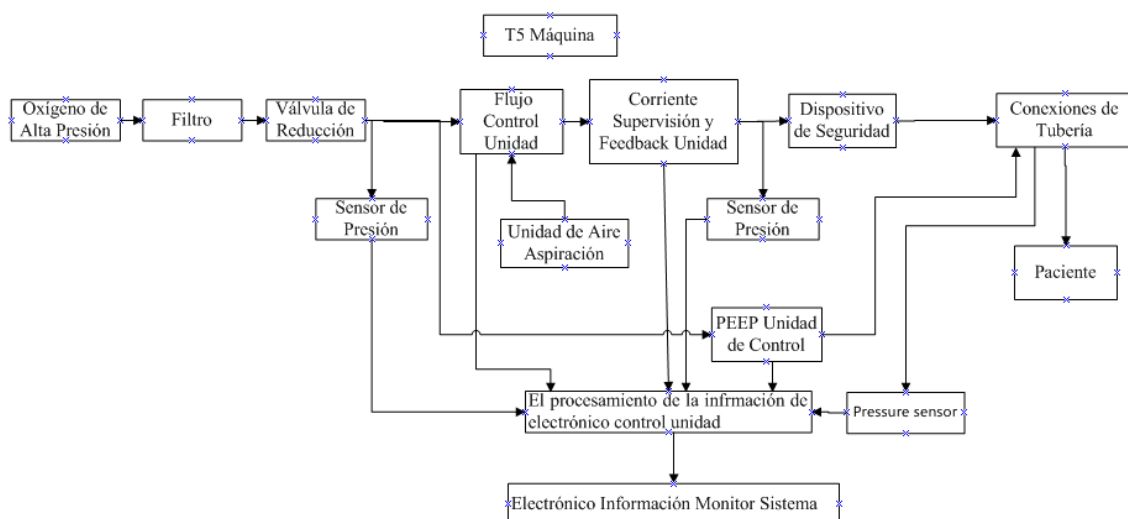 T5 Máquina
Oxígeno de
Alta Presión
Filtro
Válvula de
Reducción
Flujo
Control
Unidad
Corriente
Supervisión y
Feedback Unidad
Dispositivo
de Seguridad
Conexiones de
Tubería
Sensor de
Presión
Unidad de Aire
Aspiración
Sensor de
Presión
Paciente
PEEP Unidad
de Control
El procesamiento de la infrmación de
electrónico control unidad
Pressure sensor
Electrónico Información Monitor Sistema